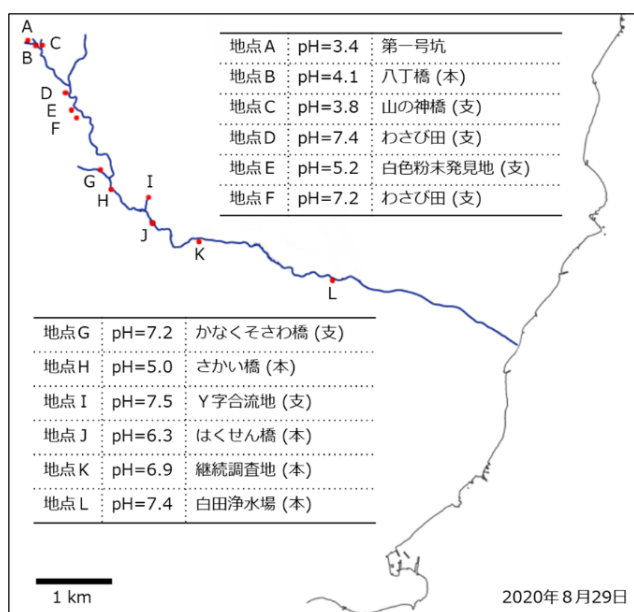 A
B
C
D
E
F
G
H
I
J
K
L
地点A pH=3.4 第一号坑
地点B pH=4.1 八丁橋 (本)
地点C pH=3.8 山の神橋 (支)
地点D pH=7.4 わさび田 (支)
地点E pH=5.2 白色粉末発見地 (支)
地点F pH=7.2 わさび田 (支)
地点G pH=7.2 かなくそさわ橋 (支)
地点H pH=5.0 さかい橋 (本)
地点I pH=7.5 Y字合流地 (支)
地点J pH=6.3 はくせん橋 (本)
地点K pH=6.9 継続調査地 (本)
地点L pH=7.4 白田浄水場 (本)
1 km
2020年8月29日